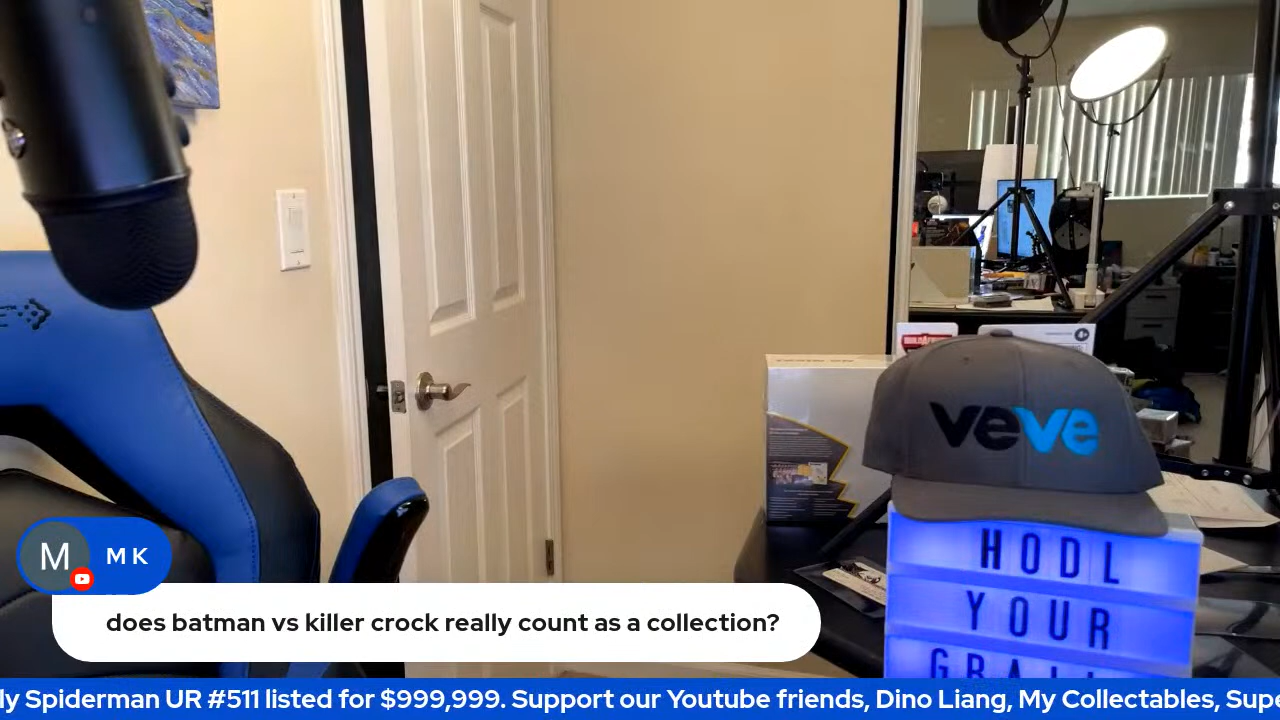 veve
HODL
YOUR
M
M K
does batman vs killer crock really count as a collection?
ly Spiderman UR #511 listed for $999,999. Support our Youtube friends, Dino Liang, My Collectables, Supe